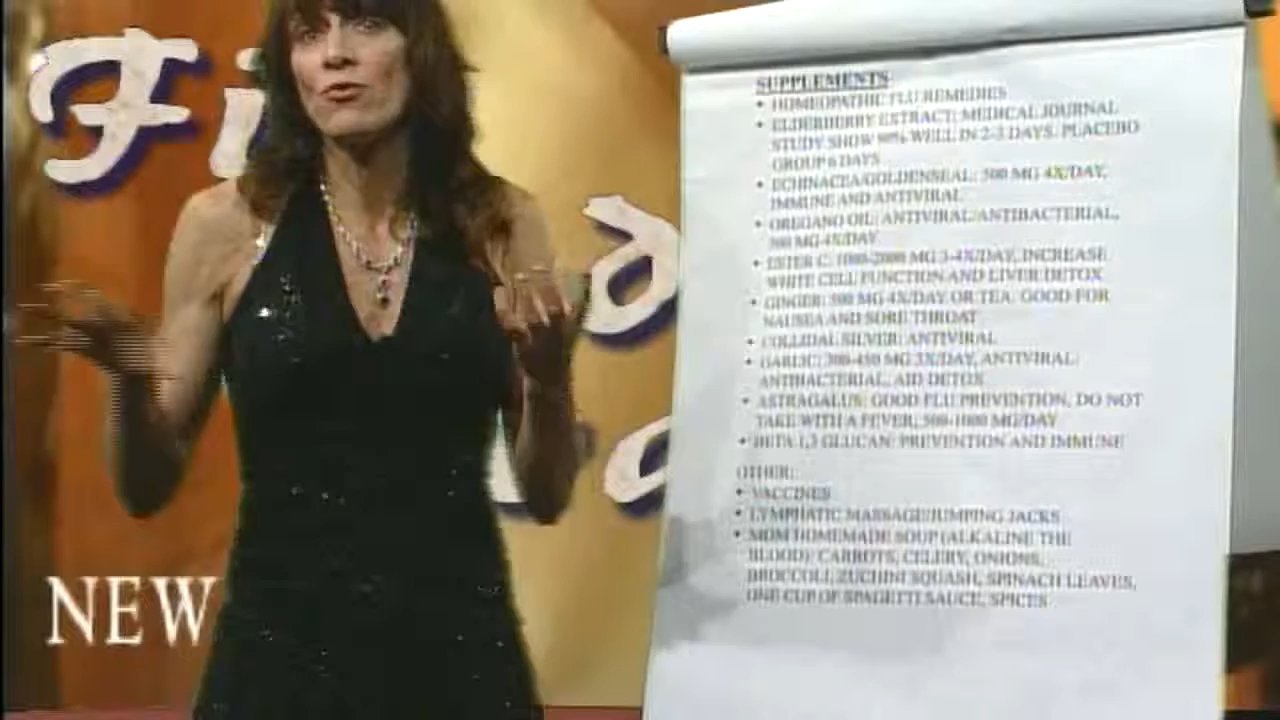 Fi
d
NEW
SUPPLEMENTS
• HOMEOPATHIC FLU REMEDIES
• ELDERBERRY EXTRACT: MEDICAL JOURNAL
STUDY SHOW 90% WELL IN 2-3 DAYS. PLACEBO
GROUP 6 DAYS
• ECHINACEA/GOLDENSEAL: 500 MG 4X/DAY,
IMMUNE AND ANTIVIRAL
• OREGANO OIL: ANTIVIRAL/ANTIBACTERIAL,
500 MG 4X/DAY
• ESTER C: 1000-2000 MG 3-4X/DAY, INCREASE
WHITE CELL FUNCTION AND LIVER DETOX
• GINGER: 500 MG 4X/DAY OR TEA: GOOD FOR
NAUSEA AND SORE THROAT
• COLLIDAL SILVER: ANTIVIRAL
• GARLIC: 300-450 MG 3X/DAY, ANTIVIRAL/
ANTIBACTERIAL, AID DETOX
• ASTRAGALUS: GOOD FLU PREVENTION, DO NOT
TAKE WITH A FEVER, 500-1000 MG/DAY
• BETA 1,3 GLUCAN: PREVENTION AND IMMUNE
OTHER:
• VACCINES
• LYMPHATIC MASSAGE/JUMPING JACKS
• MOM HOMEMADE SOUP (ALKALINE THE
BLOOD): CARROTS, CELERY, ONIONS,
BROCCOLI, ZUCHINI SQUASH, SPINACH LEAVES,
ONE CUP OF SPAGETTI SAUCE, SPICES